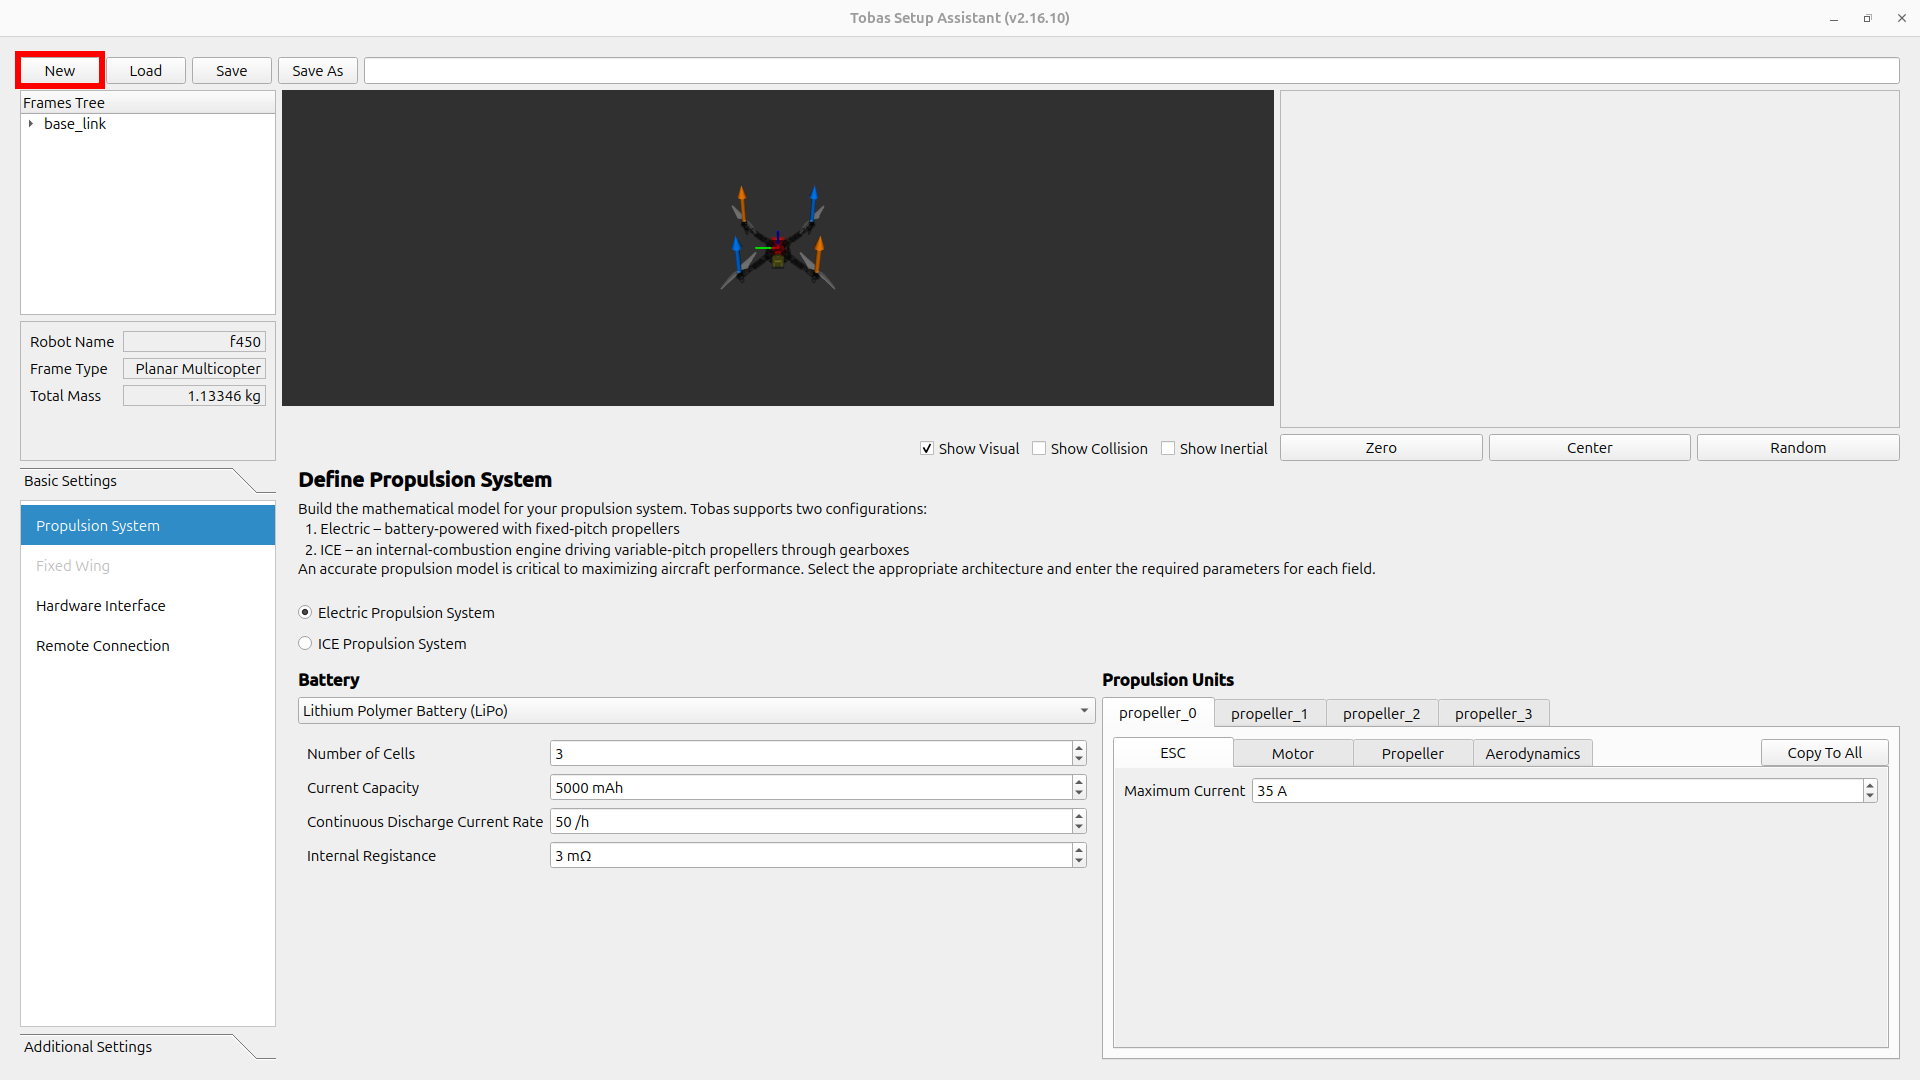 Tobas Setup Assistant (v2.16.10)
New
Load
Save
Save As
Frames Tree
base_link
Robot Name
f450
Frame Type
Planar Multicopter
Total Mass
1.13346 kg
Show Visual
Show Collision
Show Inertial
Zero
Center
Random
Basic Settings
Propulsion System
Fixed Wing
Hardware Interface
Remote Connection
Additional Settings
Define Propulsion System
Build the mathematical model for your propulsion system. Tobas supports two configurations:
1. Electric – battery-powered with fixed-pitch propellers
2. ICE – an internal-combustion engine driving variable-pitch propellers through gearboxes
An accurate propulsion model is critical to maximizing aircraft performance. Select the appropriate architecture and enter the required parameters for each field.
Electric Propulsion System
ICE Propulsion System
Battery
Lithium Polymer Battery (LiPo)
Number of Cells
3
Current Capacity
5000 mAh
Continuous Discharge Current Rate
50 /h
Internal Registance
3 mΩ
Propulsion Units
propeller_0
propeller_1
propeller_2
propeller_3
ESC
Motor
Propeller
Aerodynamics
Copy To All
Maximum Current
35 A